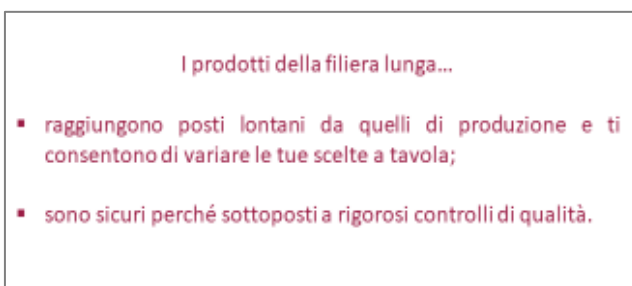 I prodotti della filiera lunga...
▪ raggiungono posti lontani da quelli di produzione e ti
consentono di variare le tue scelte a tavola;
▪ sono sicuri perché sottoposti a rigorosi controlli di qualità.